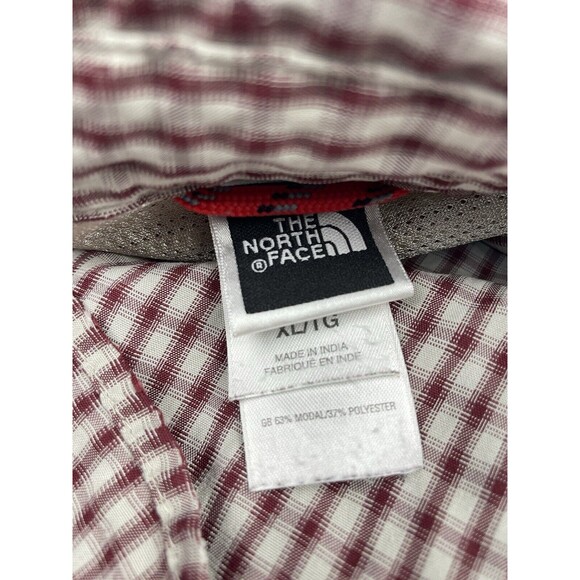 THE
NORTH
® FACE
XL/TG
MADE IN INDIA
FABRIQUÉ EN INDE
GB 63% MODAL/37% POLYESTER